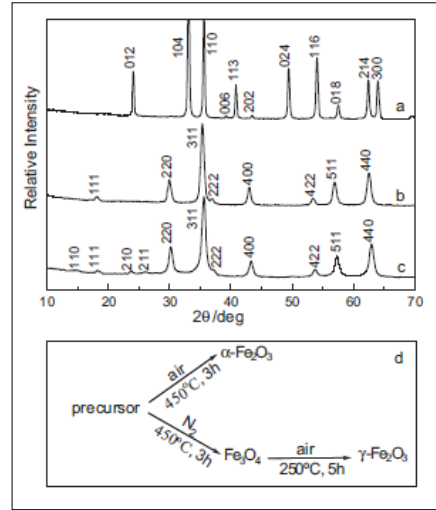 012
104
110
006
113
202
024
116
018
214
300
a
111
220
311
222
400
422
511
440
b
110
111
210
211
220
311
222
400
422
511
440
c
Relative Intensity
10 20 30 40 50 60 70
2θ /deg
d
α-Fe₂O₃
air
450°C, 3h
precursor
N₂
450°C, 3h
Fe₃O₄
air
250°C, 5h
γ-Fe₂O₃